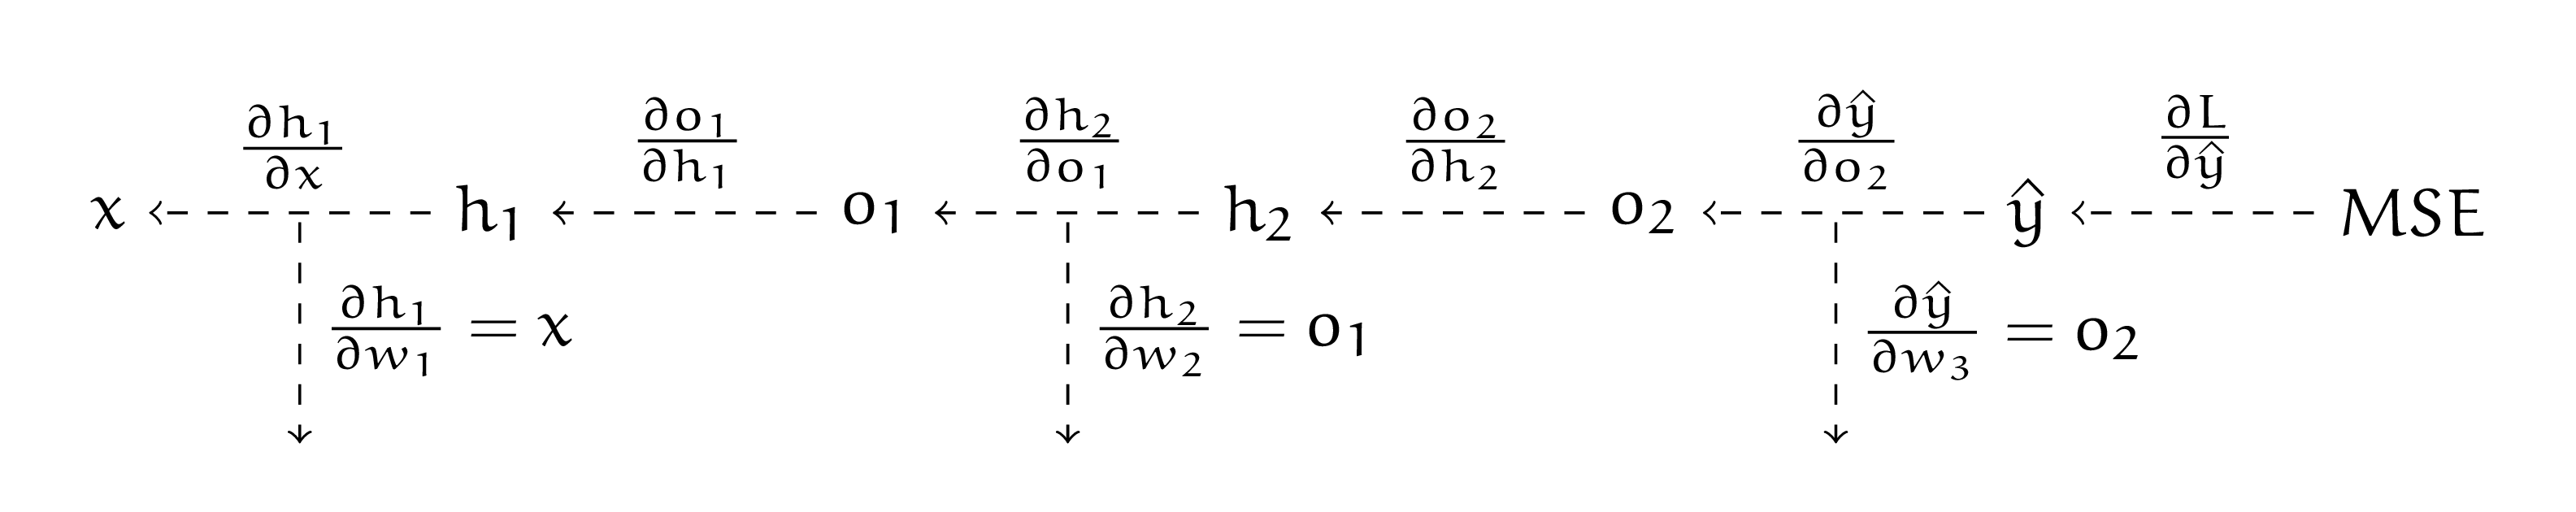 ∂h₁/∂x ∂o₁/∂h₁ ∂h₂/∂o₁ ∂o₂/∂h₂ ∂ŷ/∂o₂ ∂L/∂ŷ
x h₁ o₁ h₂ o₂ ŷ MSE
∂h₁/∂w₁ = x ∂h₂/∂w₂ = o₁ ∂ŷ/∂w₃ = o₂